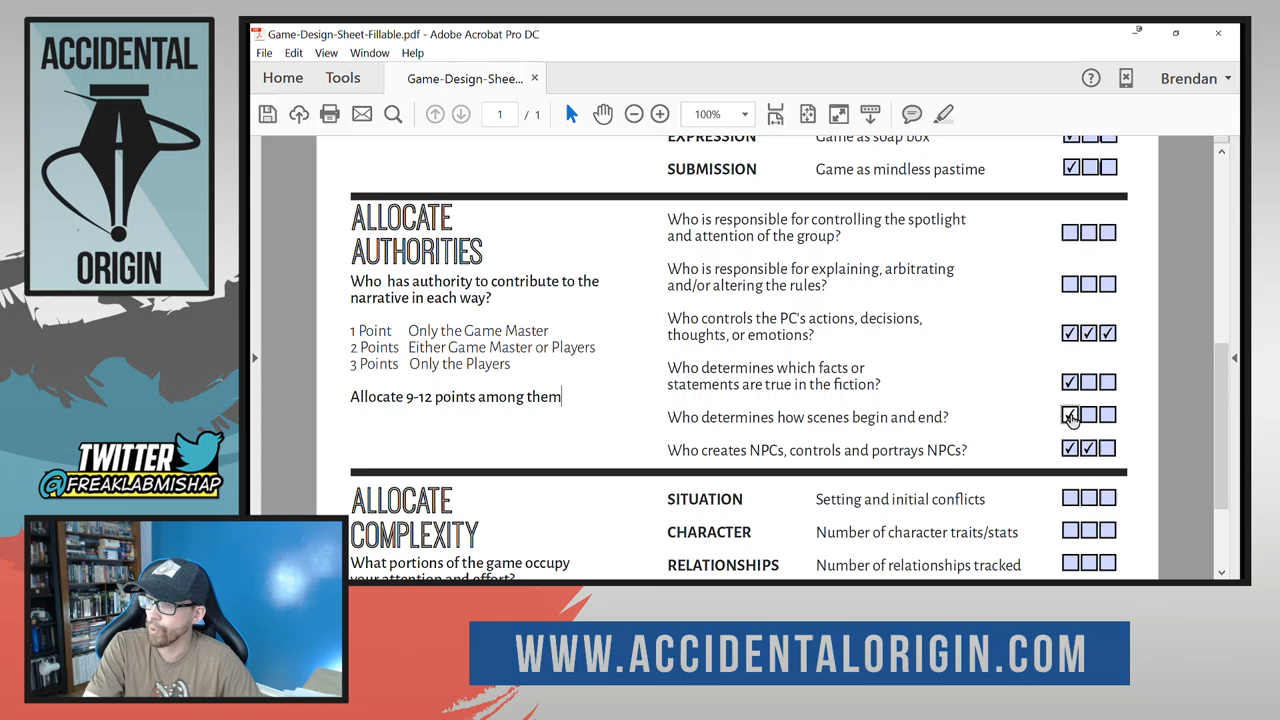 ACCIDENTAL
ORIGIN
TWITTER
@FREAKLABMISHAP
Game-Design-Sheet-Fillable.pdf - Adobe Acrobat Pro DC
File Edit View Window Help
Home Tools Game-Design-Shee... ×
Brendan
1 / 1 100%
EXPRESSION Game as soap box
SUBMISSION Game as mindless pastime
ALLOCATE
AUTHORITIES
Who has authority to contribute to the
narrative in each way?
1 Point Only the Game Master
2 Points Either Game Master or Players
3 Points Only the Players
Allocate 9-12 points among them
Who is responsible for controlling the spotlight
and attention of the group?
Who is responsible for explaining, arbitrating
and/or altering the rules?
Who controls the PC's actions, decisions,
thoughts, or emotions?
Who determines which facts or
statements are true in the fiction?
Who determines how scenes begin and end?
Who creates NPCs, controls and portrays NPCs?
ALLOCATE
COMPLEXITY
What portions of the game occupy
your attention and effort?
SITUATION Setting and initial conflicts
CHARACTER Number of character traits/stats
RELATIONSHIPS Number of relationships tracked
WWW.ACCIDENTALORIGIN.COM